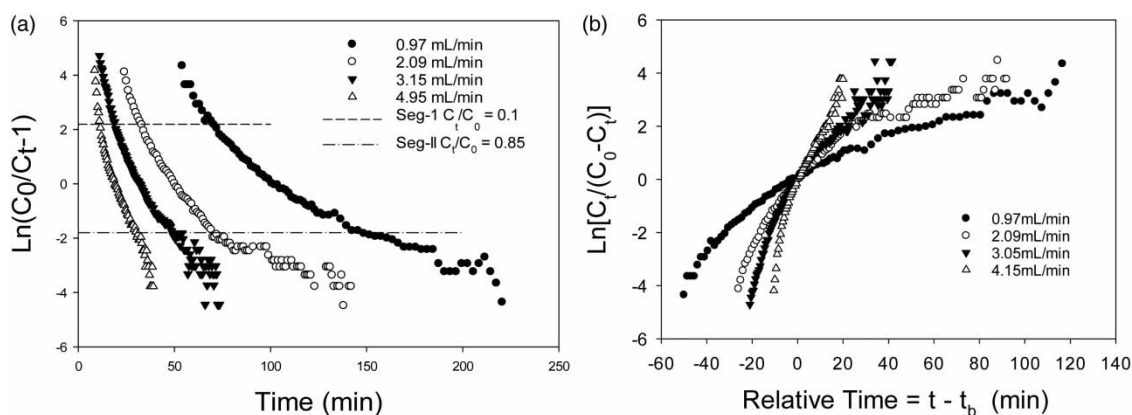 (a)
6
4
2
0
-2
-4
-6
Ln(C0/Ct-1)
0.97 mL/min
2.09 mL/min
3.15 mL/min
4.95 mL/min
Seg-1 Ct/C0 = 0.1
Seg-II Ct/C0 = 0.85
0 50 100 150 200 250
Time (min)
(b)
6
4
2
0
-2
-4
-6
Ln[Ct/(C0-Ct)]
0.97mL/min
2.09mL/min
3.05mL/min
4.15mL/min
-60 -40 -20 0 20 40 60 80 100 120 140
Relative Time = t - tb (min)